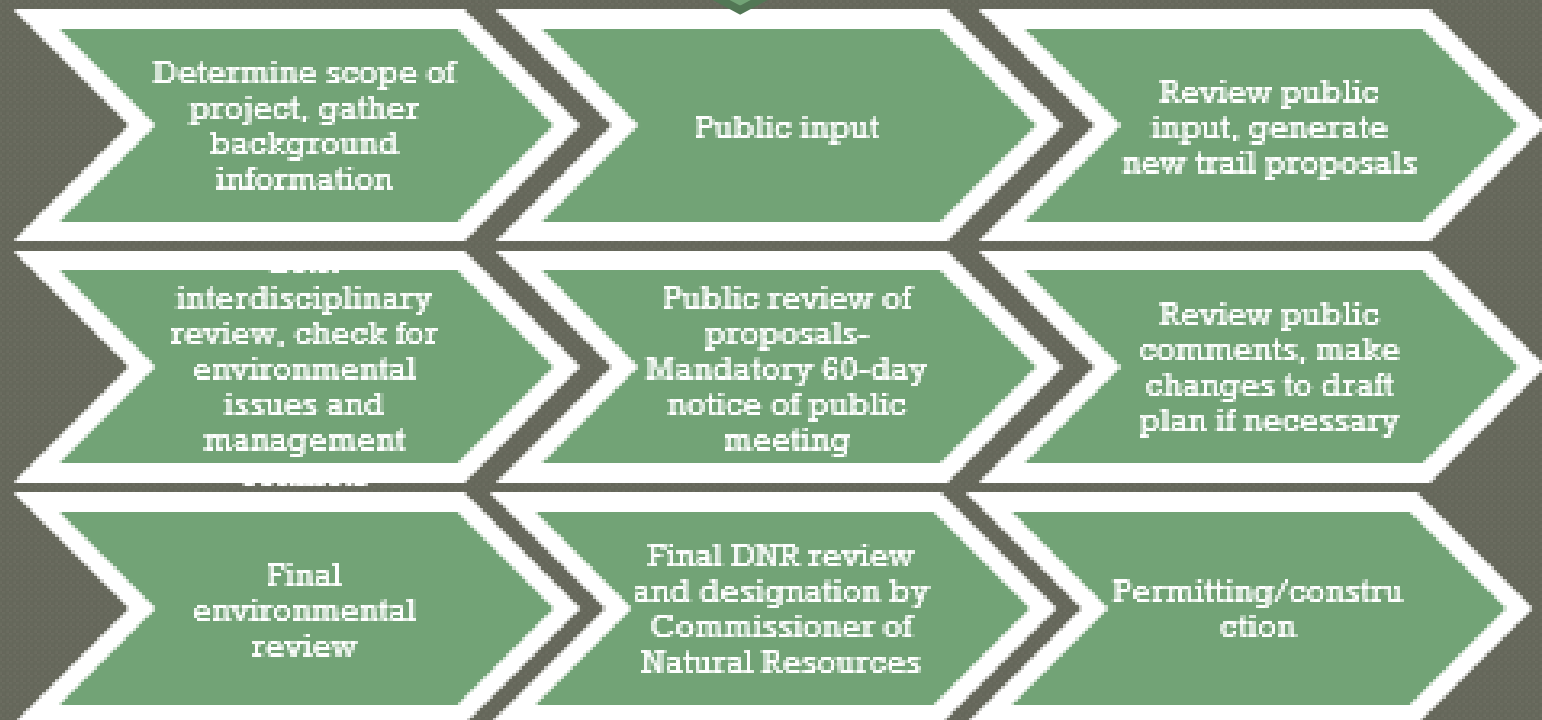 Determine scope of
project, gather
background
information
Public input
Review public
input, generate
new trail proposals
interdisciplinary
review, check for
environmental
issues and
management
Public review of
proposals-
Mandatory 60-day
notice of public
meeting
Review public
comments, make
changes to draft
plan if necessary
Final
environmental
review
Final DNR review
and designation by
Commissioner of
Natural Resources
Permitting/constru
ction